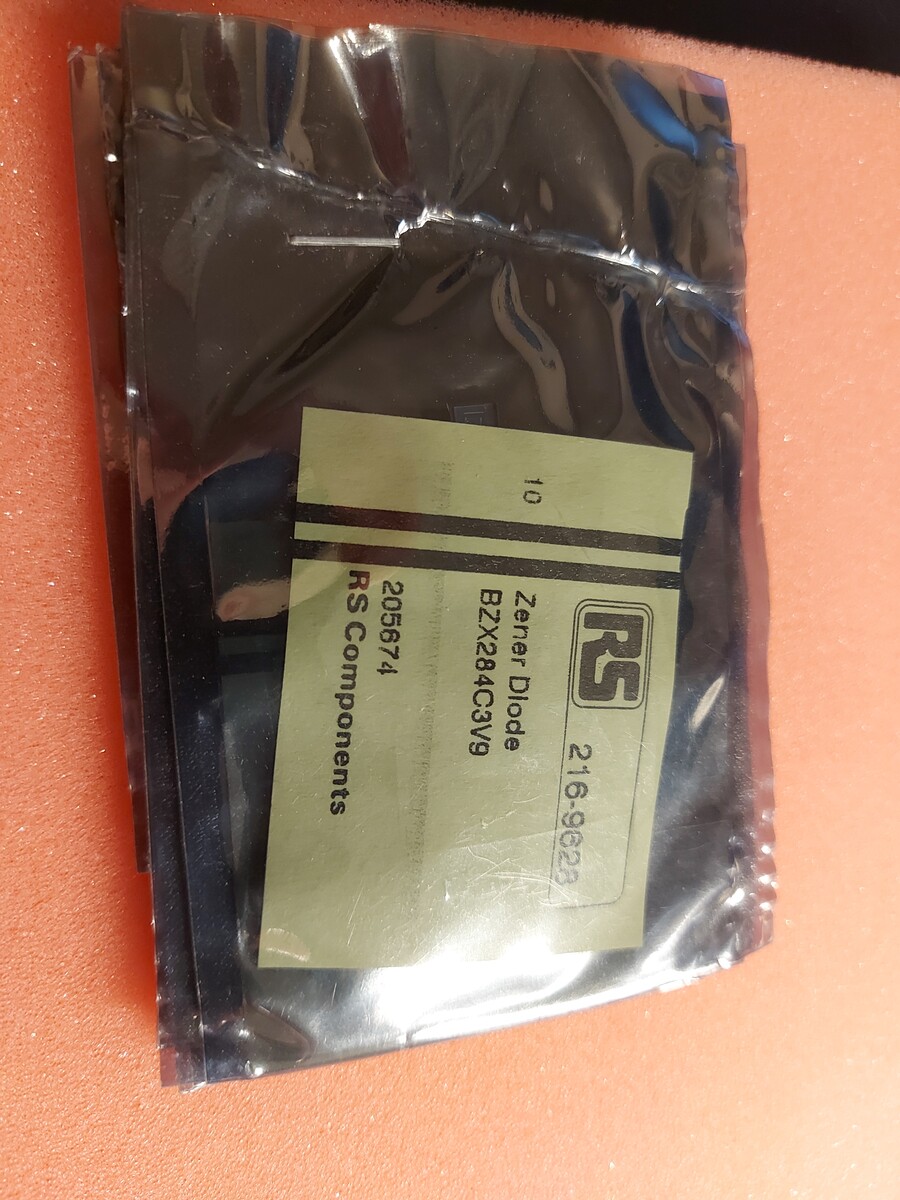 10
RS 216-9628
Zener Diode
BZX284C3V9
205674
RS Components